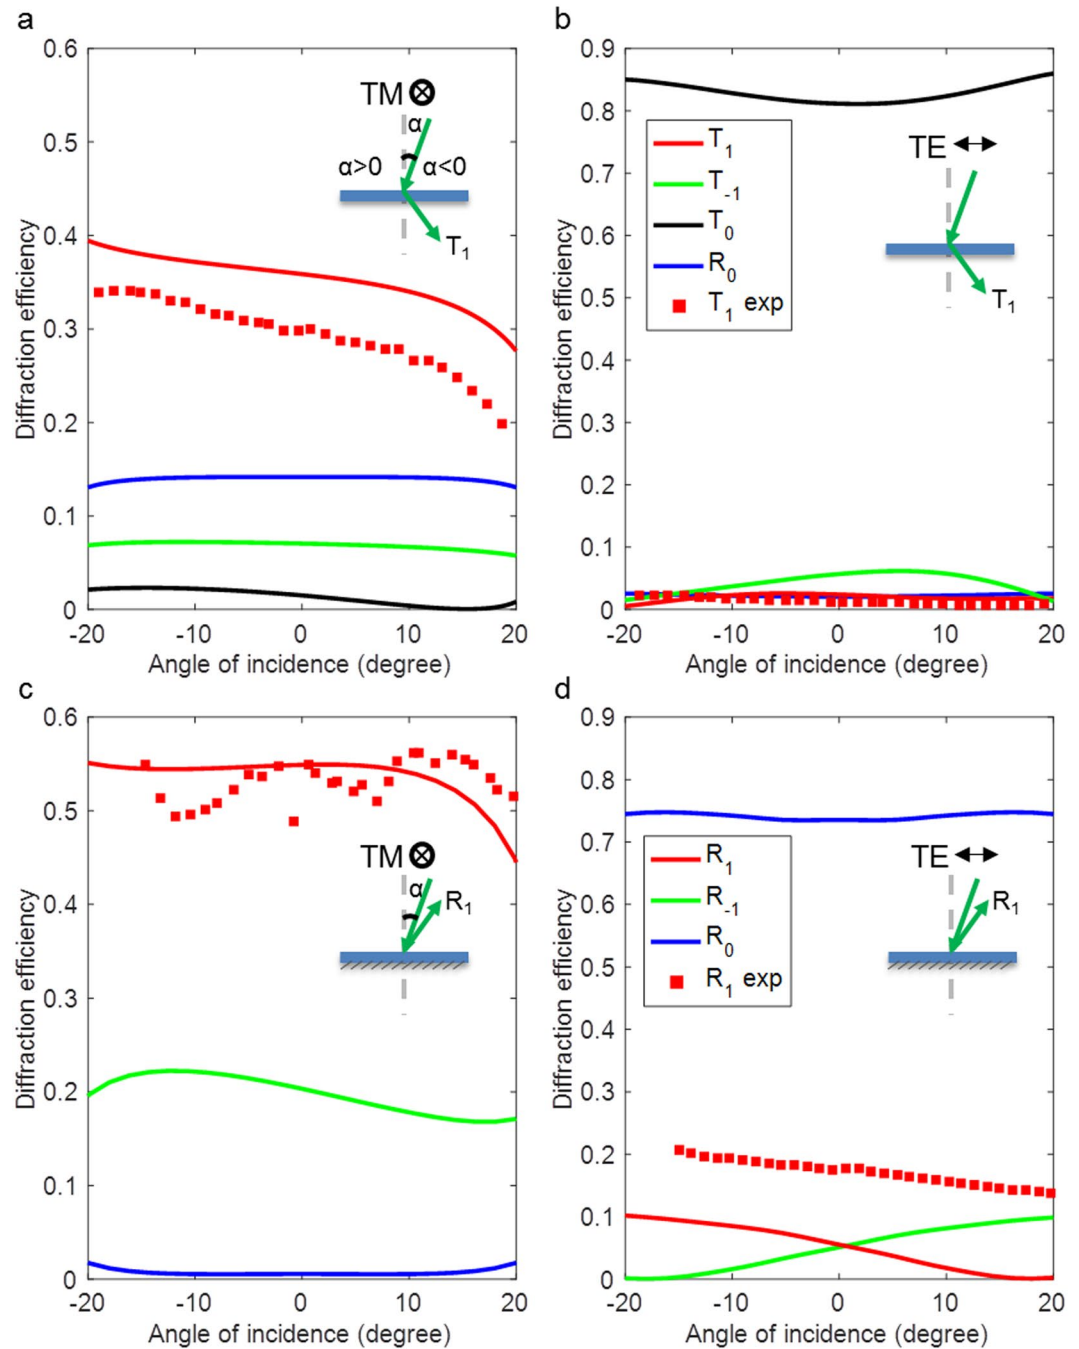 a
0.6
0.5
0.4
0.3
0.2
0.1
0
-20
-10
0
10
20
Diffraction efficiency
Angle of incidence (degree)
TM
α
α>0
α<0
T1
b
0.9
0.8
0.7
0.6
0.5
0.4
0.3
0.2
0.1
0
-20
-10
0
10
20
Diffraction efficiency
Angle of incidence (degree)
T1
T-1
T0
R0
T1 exp
TE
T1
c
0.6
0.5
0.4
0.3
0.2
0.1
0
-20
-10
0
10
20
Diffraction efficiency
Angle of incidence (degree)
TM
α
R1
d
0.9
0.8
0.7
0.6
0.5
0.4
0.3
0.2
0.1
0
-20
-10
0
10
20
Diffraction efficiency
Angle of incidence (degree)
R1
R-1
R0
R1 exp
TE
R1